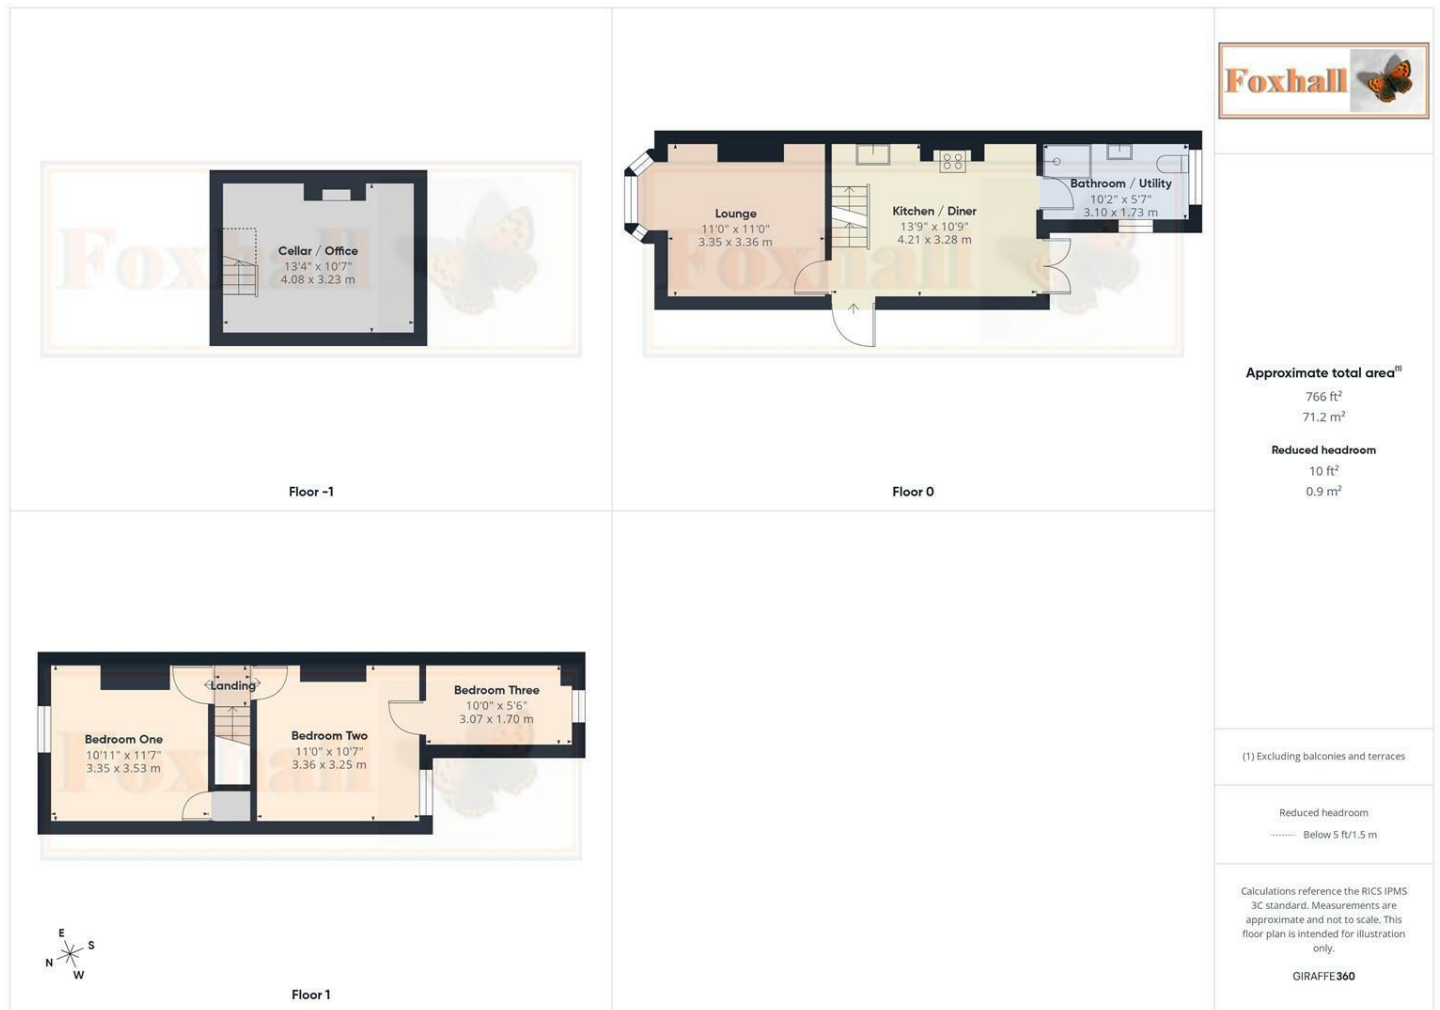 Cellar / Office
13'4" x 10'7"
4.08 x 3.23 m
Floor -1
Lounge
11'0" x 11'0"
3.35 x 3.36 m
Kitchen / Diner
13'9" x 10'9"
4.21 x 3.28 m
Bathroom / Utility
10'2" x 5'7"
3.10 x 1.73 m
Floor 0
Landing
Bedroom One
10'11" x 11'7"
3.35 x 3.53 m
Bedroom Two
11'0" x 10'7"
3.36 x 3.25 m
Bedroom Three
10'0" x 5'6"
3.07 x 1.70 m
E
S
N
W
Floor 1
Foxhall
Foxhall
Foxhall
Foxhall
Approximate total area(1)
766 ft²
71.2 m²
Reduced headroom
10 ft²
0.9 m²
(1) Excluding balconies and terraces
Reduced headroom
Below 5 ft/1.5 m
Calculations reference the RICS IPMS
3C standard. Measurements are
approximate and not to scale. This
floor plan is intended for illustration
only.
GIRAFFE360